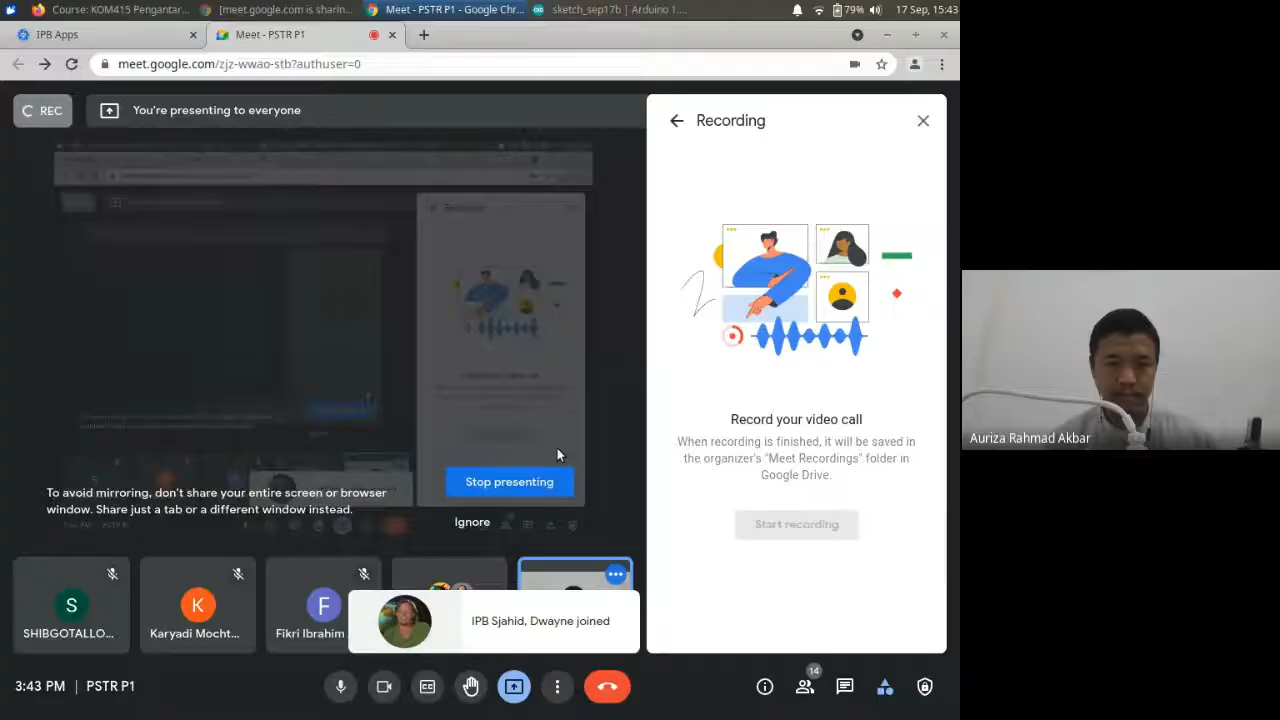 Course: KOM415 Pengantar...
[meet.google.com is sharin...
Meet - PSTR P1 - Google Chr...
sketch_sep17b | Arduino 1....
79%
17 Sep, 15:43
IPB Apps
Meet - PSTR P1
meet.google.com/zjz-wwao-stb?authuser=0
REC
You're presenting to everyone
Recording
Record your video call
When recording is finished, it will be saved in
the organizer's "Meet Recordings" folder in
Google Drive.
Start recording
Stop presenting
To avoid mirroring, don't share your entire screen or browser
window. Share just a tab or a different window instead.
Ignore
S
SHIBGOTALLO...
K
Karyadi Mocht...
F
Fikri Ibrahim
IPB Sjahid, Dwayne joined
3:43 PM | PSTR P1
14
Auriza Rahmad Akbar